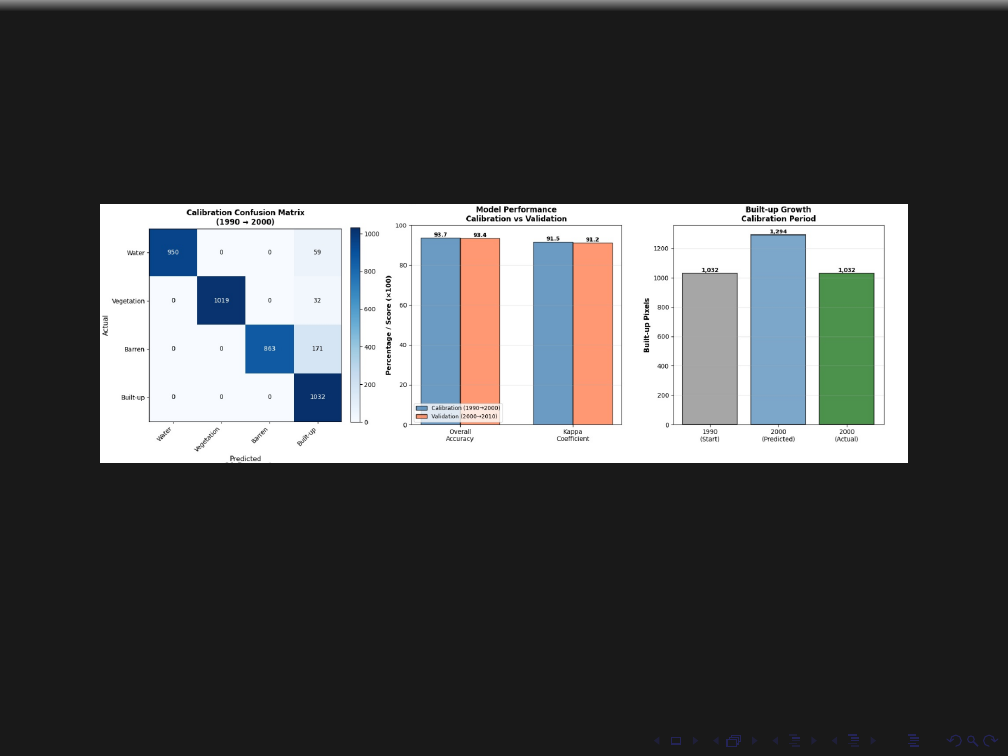 Calibration Confusion Matrix
(1990 → 2000)
Actual
Water
950
0
0
59
Vegetation
0
1019
0
32
Barren
0
0
863
171
Built-up
0
0
0
1032
Water
Vegetation
Barren
Built-up
Predicted
1000
800
600
400
200
0
Model Performance
Calibration vs Validation
Percentage / Score (×100)
100
80
60
40
20
0
93.7
93.4
91.5
91.2
Calibration (1990→2000)
Validation (2000→2010)
Overall
Accuracy
Kappa
Coefficient
Built-up Growth
Calibration Period
Built-up Pixels
1200
1000
800
600
400
200
0
1,032
1,294
1,032
1990
(Start)
2000
(Predicted)
2000
(Actual)